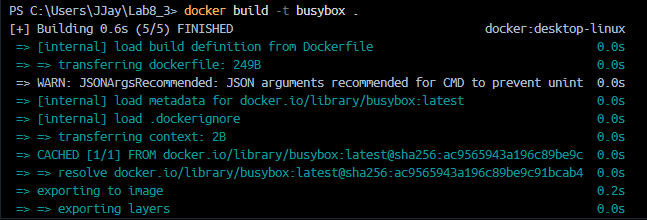 PS C:\Users\JJay\Lab8_3> docker build -t busybox .
[+] Building 0.6s (5/5) FINISHED docker:desktop-linux
=> [internal] load build definition from Dockerfile 0.0s
=> => transferring dockerfile: 249B 0.0s
=> WARN: JSONArgsRecommended: JSON arguments recommended for CMD to prevent unint 0.0s
=> [internal] load metadata for docker.io/library/busybox:latest 0.0s
=> [internal] load .dockerignore 0.0s
=> => transferring context: 2B 0.0s
=> CACHED [1/1] FROM docker.io/library/busybox:latest@sha256:ac9565943a196c89be9c 0.0s
=> => resolve docker.io/library/busybox:latest@sha256:ac9565943a196c89be9c91bcab4 0.0s
=> exporting to image 0.2s
=> => exporting layers 0.0s